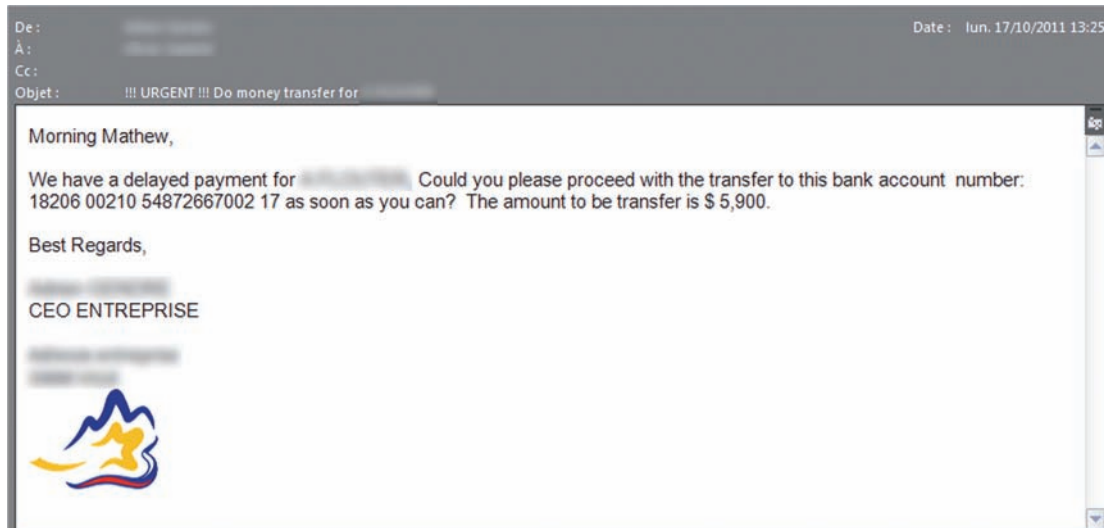 De :
Date : lun. 17/10/2011 13:25
À :
Cc :
Objet : !!! URGENT !!! Do money transfer for
Morning Mathew,
We have a delayed payment for Could you please proceed with the transfer to this bank account number:
18206 00210 54872667002 17 as soon as you can? The amount to be transfer is $ 5,900.
Best Regards,
CEO ENTREPRISE